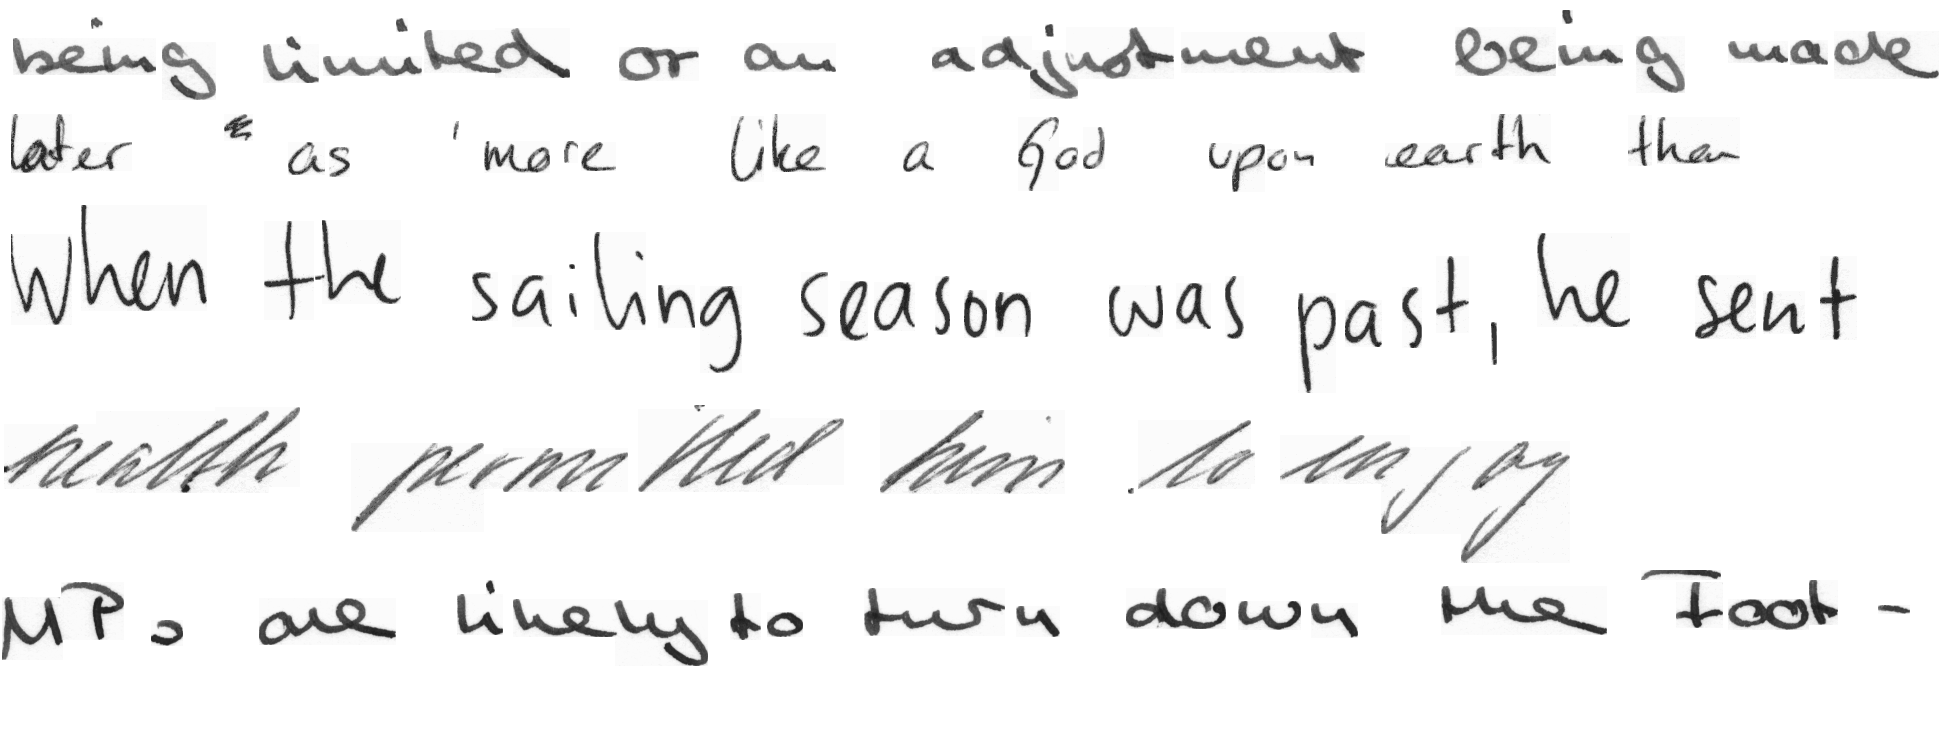 being limited or an adjustment being made
later as 'more like a God upon earth than
When the sailing season was past, he sent
health permitted him to enjoy
MPs are likely to turn down the Foot-